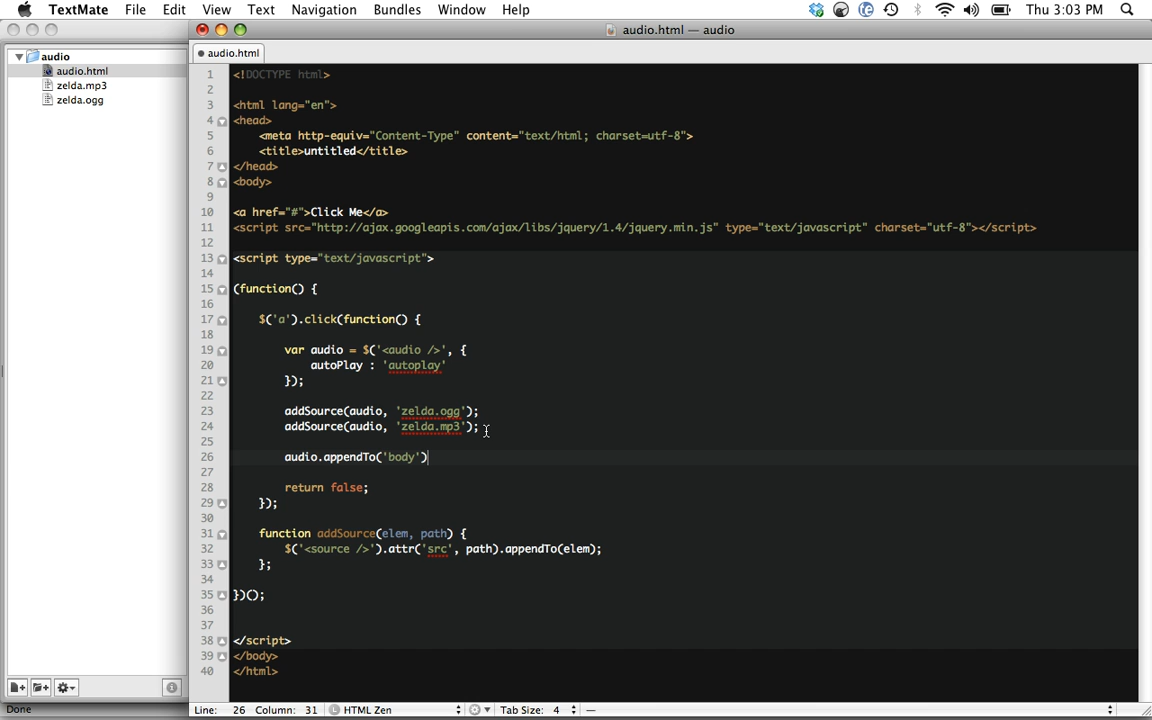 TextMate File Edit View Text Navigation Bundles Window Help Thu 3:03 PM
audio.html — audio
audio
audio.html
zelda.mp3
zelda.ogg
audio.html
1 <!DOCTYPE html>
2
3 <html lang="en">
4 <head>
5 <meta http-equiv="Content-Type" content="text/html; charset=utf-8">
6 <title>untitled</title>
7 </head>
8 <body>
9
10 <a href="#">Click Me</a>
11 <script src="http://ajax.googleapis.com/ajax/libs/jquery/1.4/jquery.min.js" type="text/javascript" charset="utf-8"></script>
12
13 <script type="text/javascript">
14
15 (function() {
16
17 $('a').click(function() {
18
19 var audio = $('<audio />', {
20 autoPlay : 'autoplay'
21 });
22
23 addSource(audio, 'zelda.ogg');
24 addSource(audio, 'zelda.mp3');
25
26 audio.appendTo('body')
27
28 return false;
29 });
30
31 function addSource(elem, path) {
32 $('<source />').attr('src', path).appendTo(elem);
33 };
34
35 })();
36
37
38 </script>
39 </body>
40 </html>
Done
Line: 26 Column: 31 HTML Zen Tab Size: 4 —